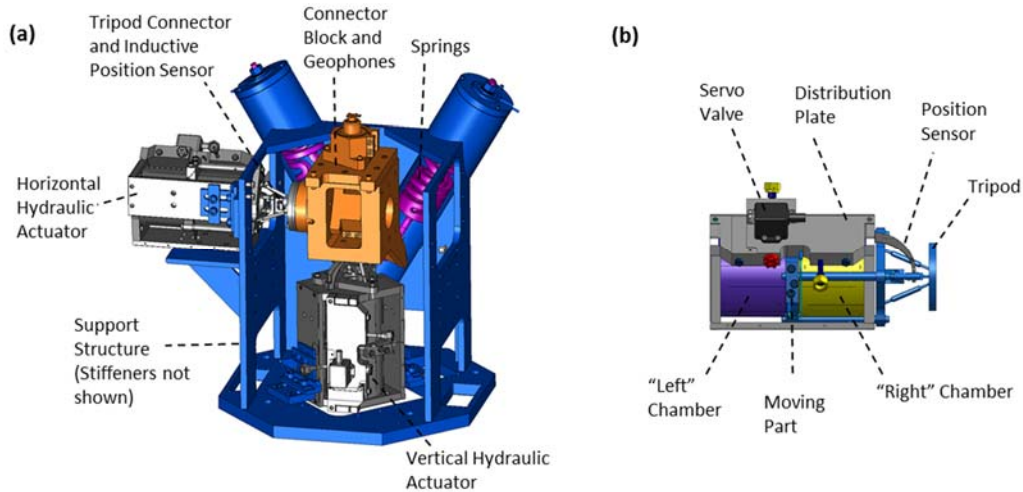 (a)
Tripod Connector
and Inductive
Position Sensor
Connector
Block and
Geophones
Springs
Horizontal
Hydraulic
Actuator
Support
Structure
(Stiffeners not
shown)
Vertical Hydraulic
Actuator
(b)
Servo
Valve
Distribution
Plate
Position
Sensor
Tripod
"Left"
Chamber
Moving
Part
"Right" Chamber